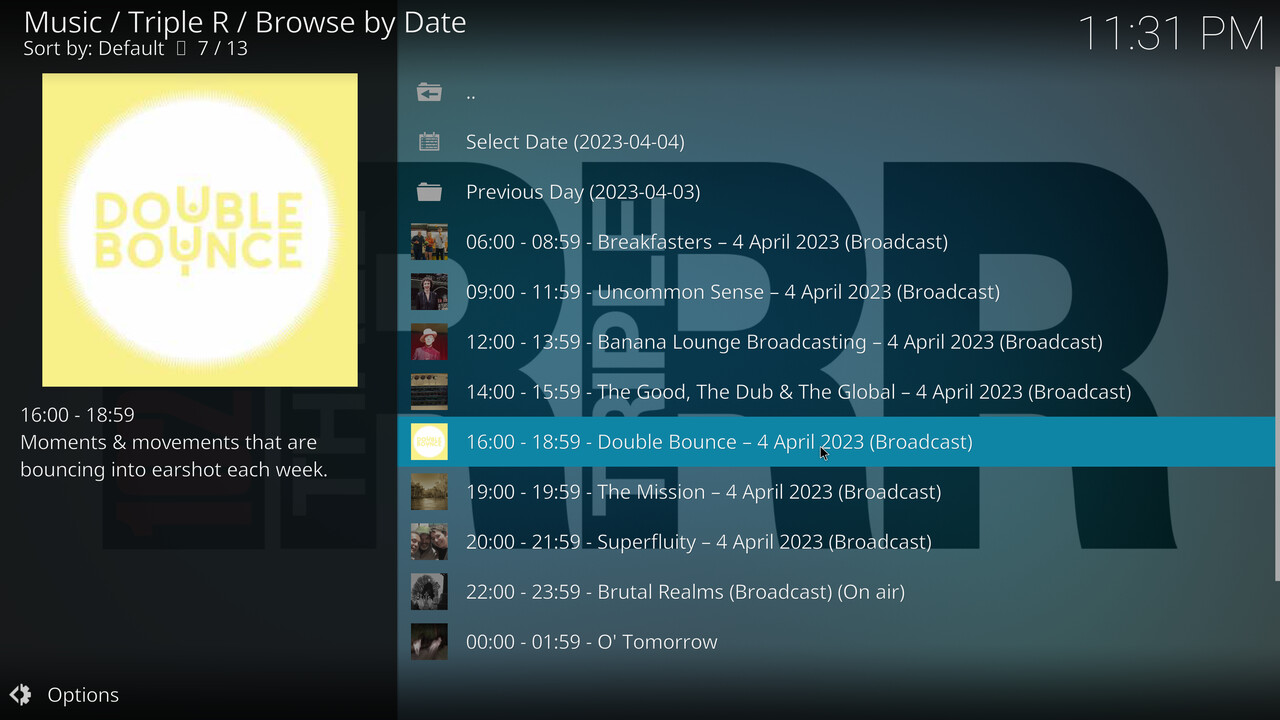 Music / Triple R / Browse by Date
Sort by: Default 7 / 13
11:31 PM
DOUBLE
BOUNCE
16:00 - 18:59
Moments & movements that are
bouncing into earshot each week.
..
Select Date (2023-04-04)
Previous Day (2023-04-03)
06:00 - 08:59 - Breakfasters – 4 April 2023 (Broadcast)
09:00 - 11:59 - Uncommon Sense – 4 April 2023 (Broadcast)
12:00 - 13:59 - Banana Lounge Broadcasting – 4 April 2023 (Broadcast)
14:00 - 15:59 - The Good, The Dub & The Global – 4 April 2023 (Broadcast)
16:00 - 18:59 - Double Bounce – 4 April 2023 (Broadcast)
19:00 - 19:59 - The Mission – 4 April 2023 (Broadcast)
20:00 - 21:59 - Superfluity – 4 April 2023 (Broadcast)
22:00 - 23:59 - Brutal Realms (Broadcast) (On air)
00:00 - 01:59 - O' Tomorrow
Options
RRR
TRIPLE